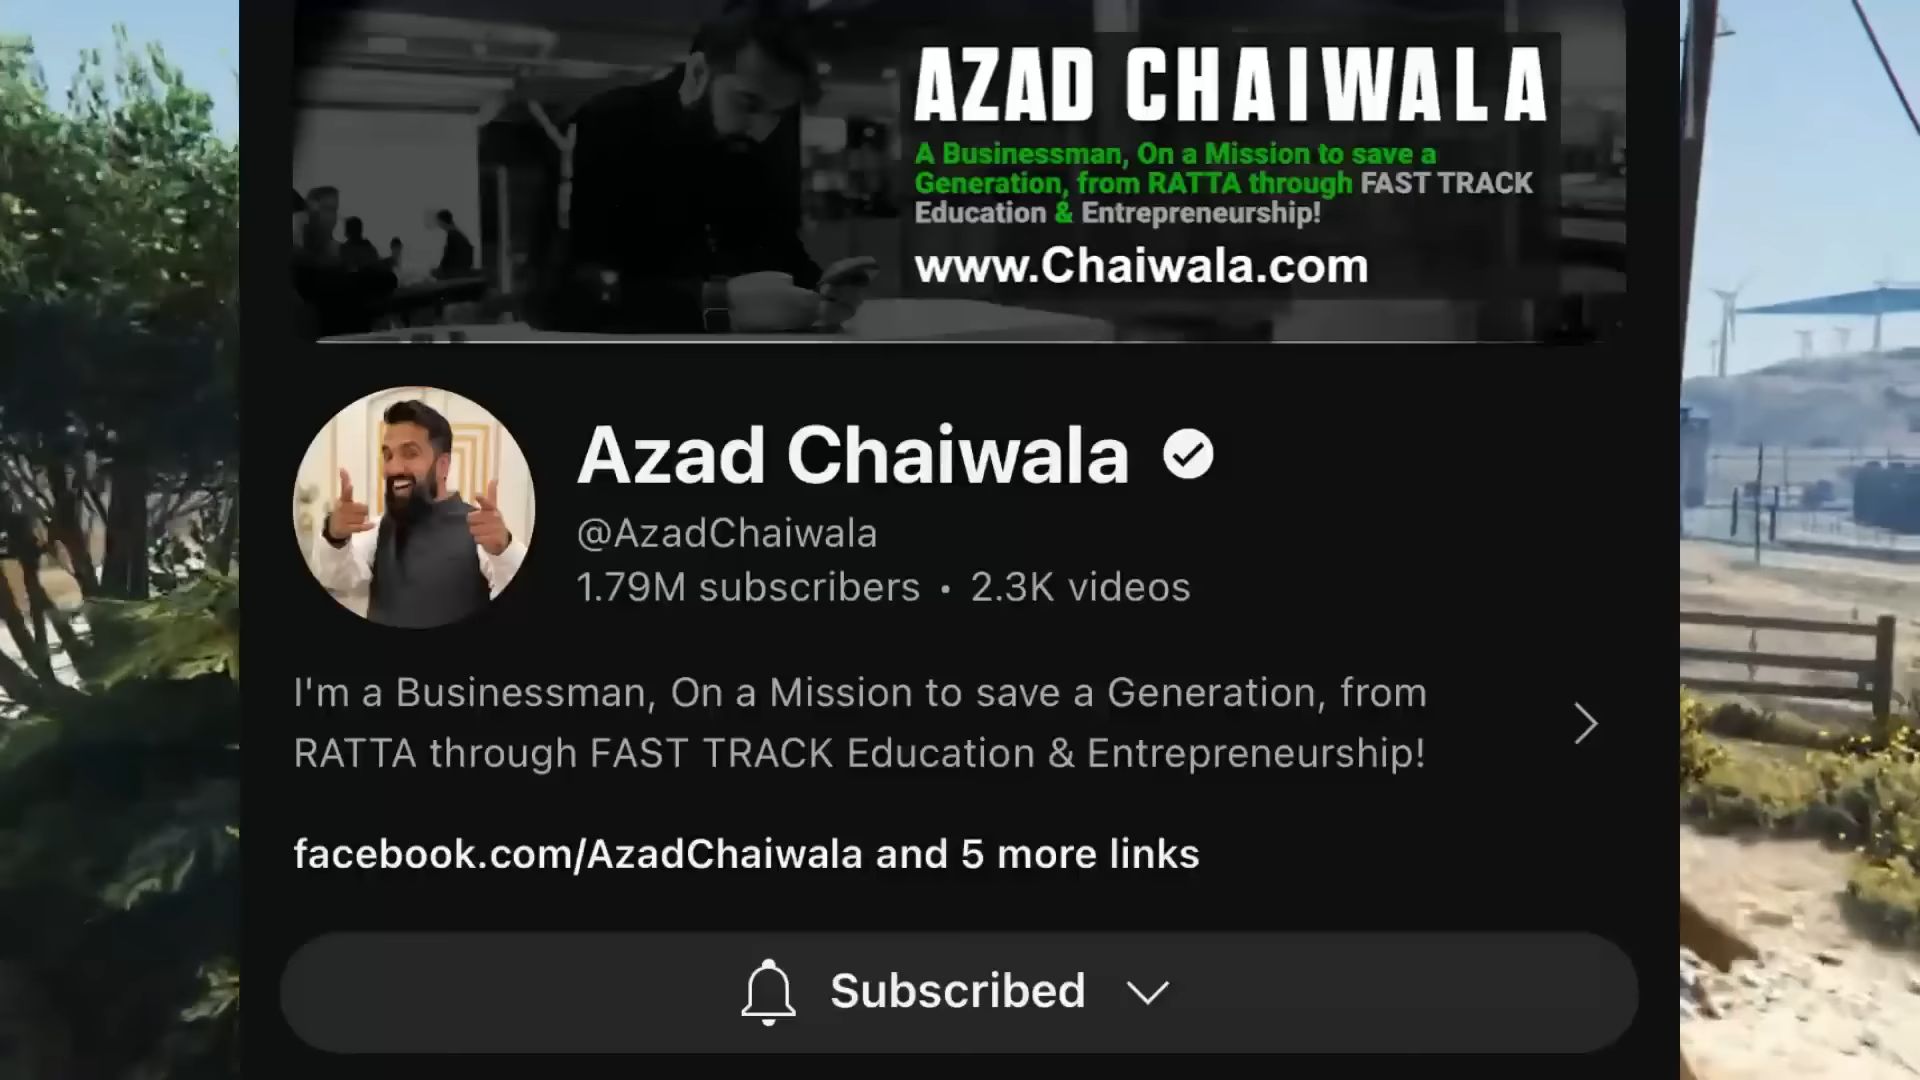 AZAD CHAIWALA
A Businessman, On a Mission to save a
Generation, from RATTA through FAST TRACK
Education & Entrepreneurship!
www.Chaiwala.com
Azad Chaiwala
@AzadChaiwala
1.79M subscribers • 2.3K videos
I'm a Businessman, On a Mission to save a Generation, from
RATTA through FAST TRACK Education & Entrepreneurship!
facebook.com/AzadChaiwala and 5 more links
Subscribed